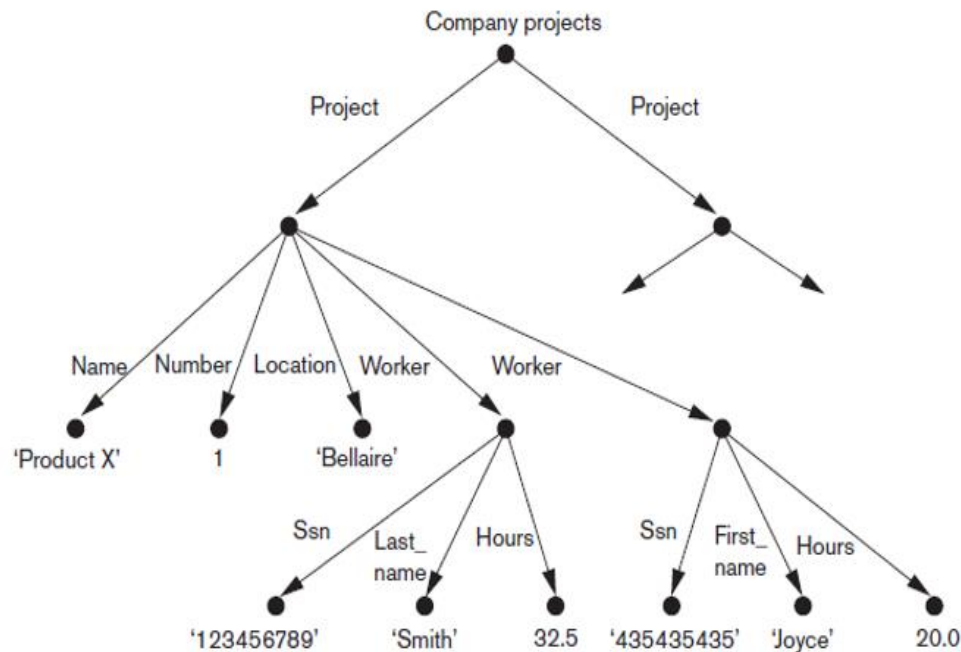 Company projects
Project
Project
Name
Number
Location
Worker
Worker
‘Product X’
1
‘Bellaire’
Ssn
Last_
name
Hours
Ssn
First_
name
Hours
‘123456789’
‘Smith’
32.5
‘435435435’
‘Joyce’
20.0